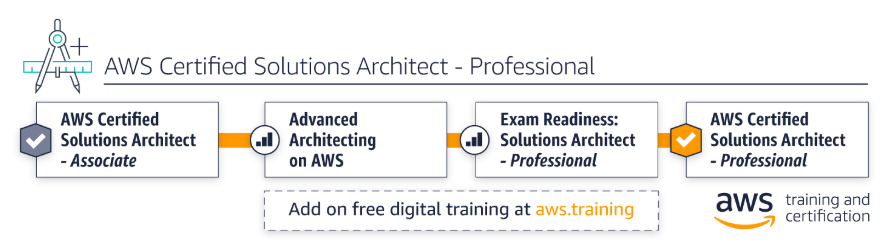 AWS Certified Solutions Architect - Professional
AWS Certified
Solutions Architect
- Associate
Advanced
Architecting
on AWS
Exam Readiness:
Solutions Architect
- Professional
AWS Certified
Solutions Architect
- Professional
Add on free digital training at aws.training
aws
training and
certification